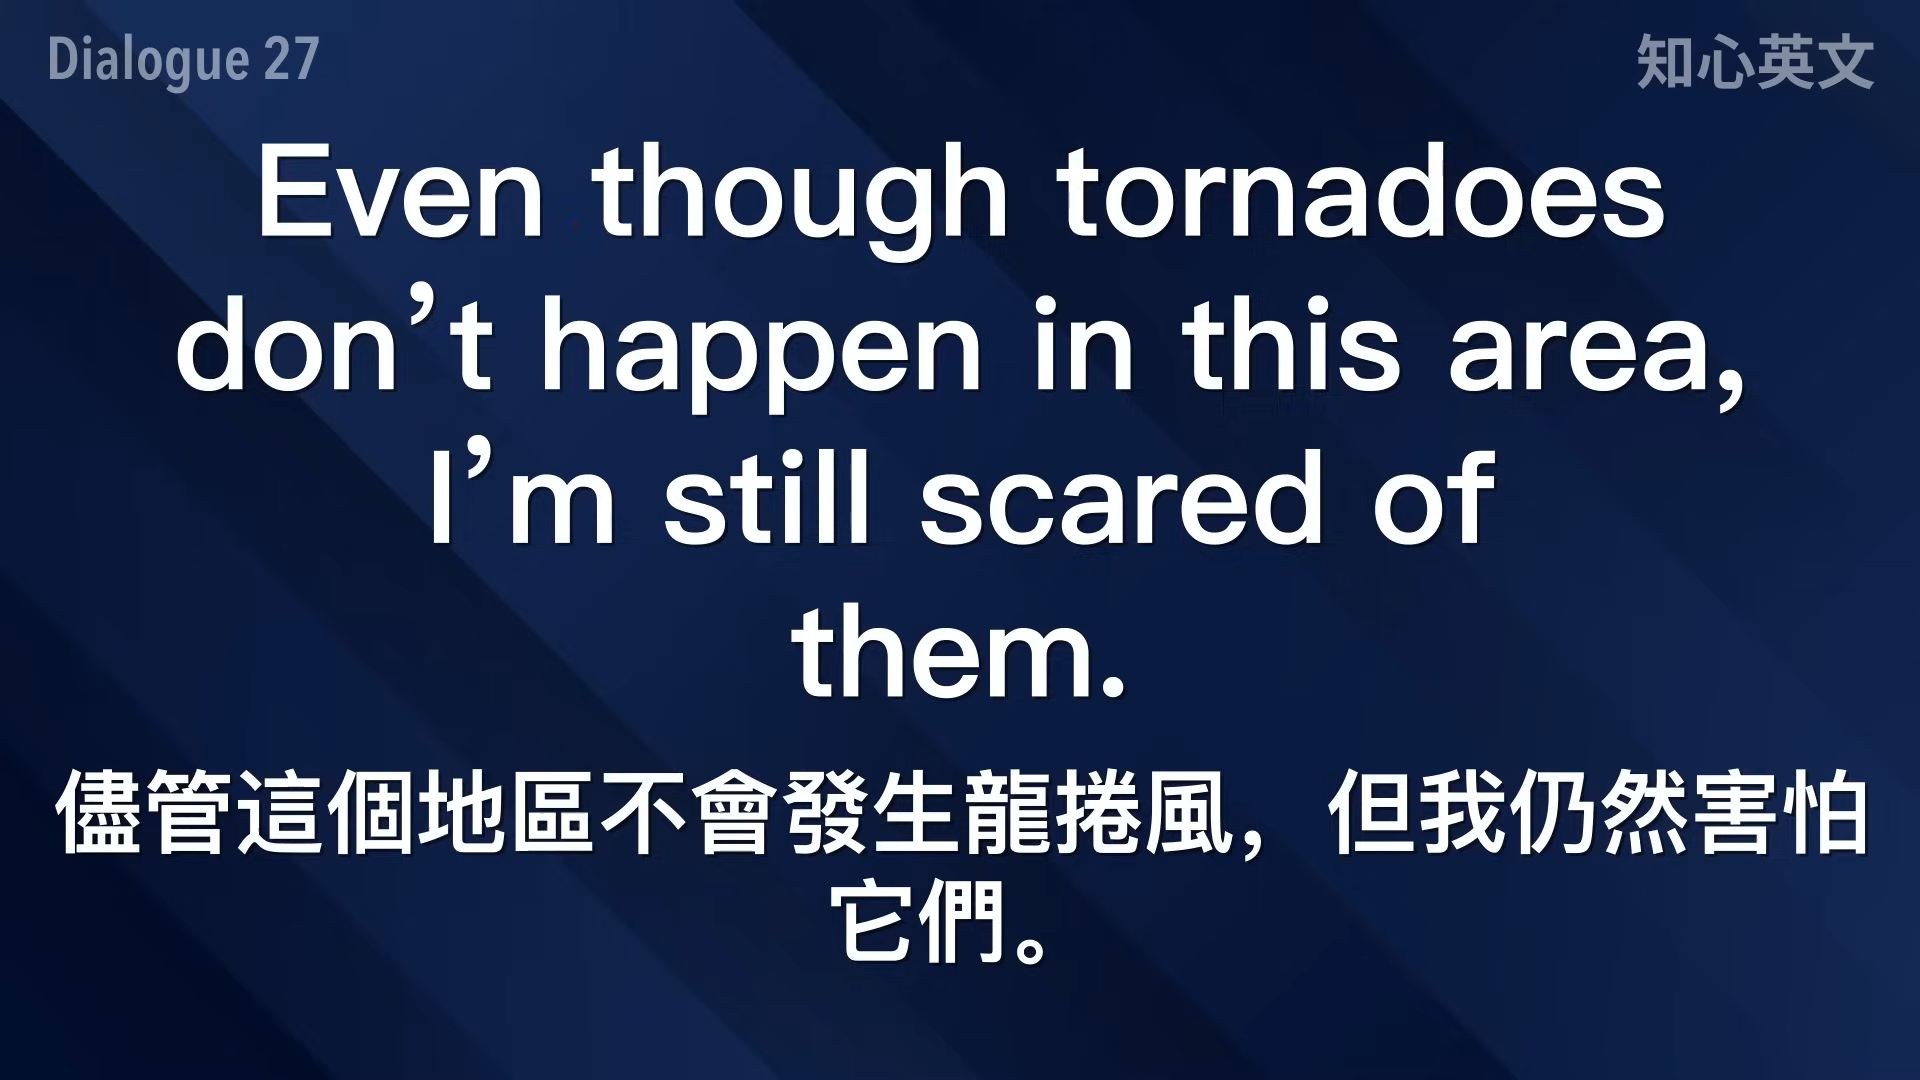 Dialogue 27
知心英文
Even though tornadoes
don’t happen in this area,
I’m still scared of
them.
儘管這個地區不會發生龍捲風，但我仍然害怕
它們。